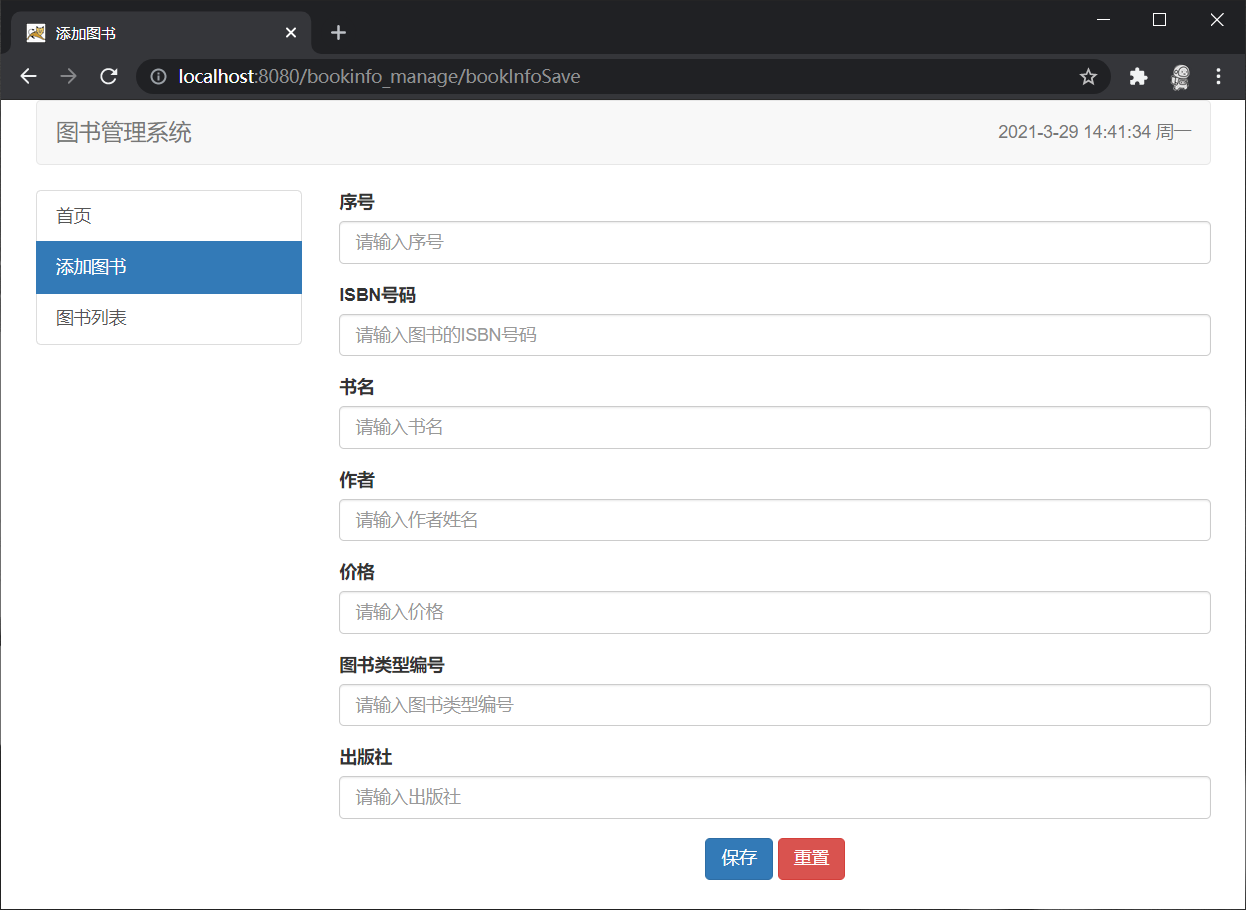 添加图书
localhost:8080/bookinfo_manage/bookInfoSave
图书管理系统
2021-3-29 14:41:34 周一
首页
添加图书
图书列表
序号
请输入序号
ISBN号码
请输入图书的ISBN号码
书名
请输入书名
作者
请输入作者姓名
价格
请输入价格
图书类型编号
请输入图书类型编号
出版社
请输入出版社
保存 重置